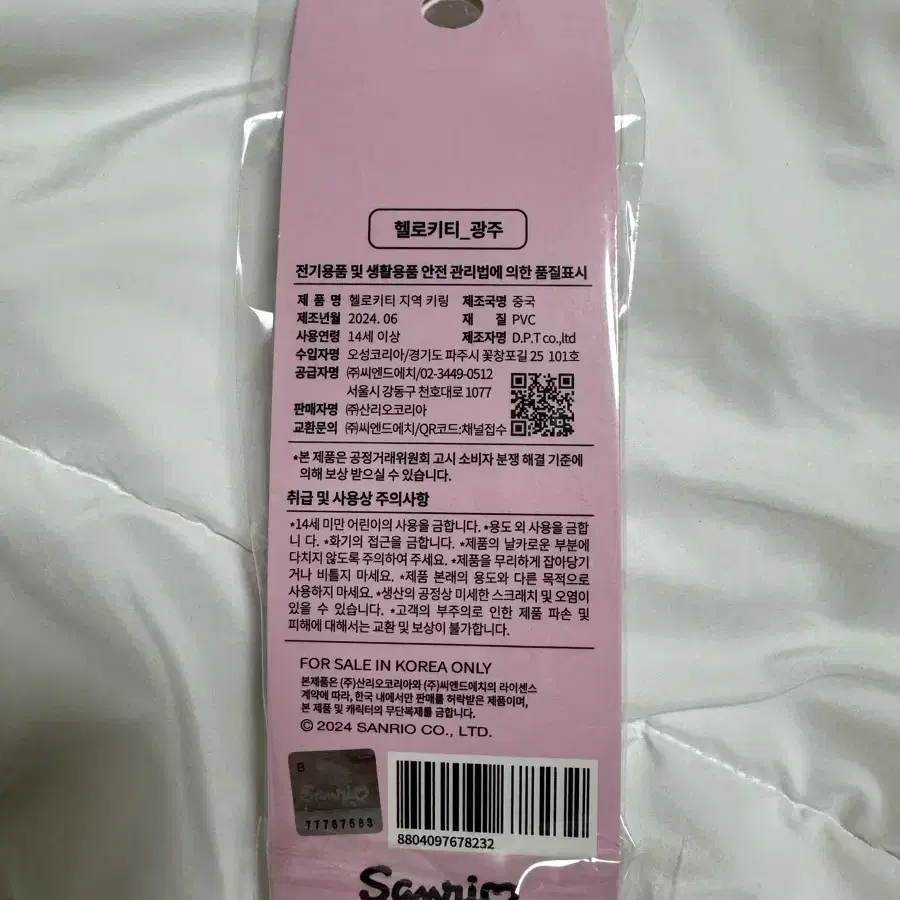 헬로키티_광주
전기용품 및 생활용품 안전 관리법에 의한 품질표시
제 품 명 헬로키티 지역 키링 제조국명 중국
제조년월 2024. 06 재 질 PVC
사용연령 14세 이상 제조자명 D.P.T co.,ltd
수입자명 오성코리아/경기도 파주시 꽃창포길 25 101호
공급자명 ㈜씨엔드에치/02-3449-0512
서울시 강동구 천호대로 1077
판매자명 ㈜산리오코리아
교환문의 ㈜씨엔드에치/QR코드:채널접수
*본 제품은 공정거래위원회 고시 소비자 분쟁 해결 기준에
의해 보상 받으실 수 있습니다.
취급 및 사용상 주의사항
*14세 미만 어린이의 사용을 금합니다. *용도 외 사용을 금합
니 다. *화기의 접근을 금합니다. *제품의 날카로운 부분에
다치지 않도록 주의하여 주세요. *제품을 무리하게 잡아당기
거나 비틀지 마세요. *제품 본래의 용도와 다른 목적으로
사용하지 마세요. *생산의 공정상 미세한 스크래치 및 오염이
있을 수 있습니다. *고객의 부주의로 인한 제품 파손 및
피해에 대해서는 교환 및 보상이 불가합니다.
FOR SALE IN KOREA ONLY
본제품은 (주)산리오코리아와 (주)씨엔드에치의 라이센스
계약에 따라, 한국 내에서만 판매를 허락받은 제품이며,
본 제품 및 캐릭터의 무단복제를 금합니다.
© 2024 SANRIO CO., LTD.
B
Sanrio
77767583
8804097678232
Sanrio